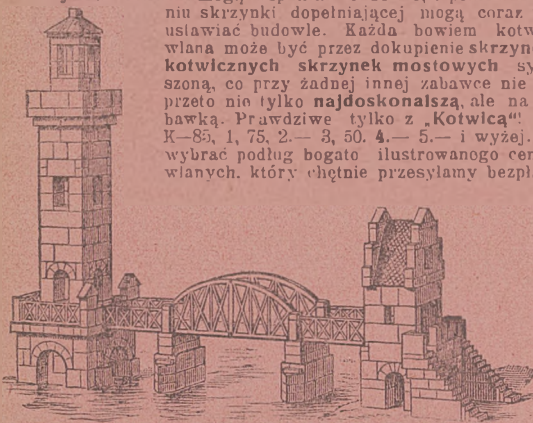 niu skrzynki dopełniającej mogą coraz
ustawiać budowle. Każda bowiem kotw
wlana może być przez dokupienie skrzyn
kotwicznych skrzynek mostowych sy
szoną, co przy żadnej innej zabawce nie
przeto nie tylko najdoskonalszą, ale na
bawką. Prawdziwe tylko z „Kotwicą“!
K—85, 1, 75, 2.— 3, 50. 4.— 5.— i wyżej.
wybrać podług bogato ilustrowanego cen
wlanych, który chętnie przesyłamy bezpł